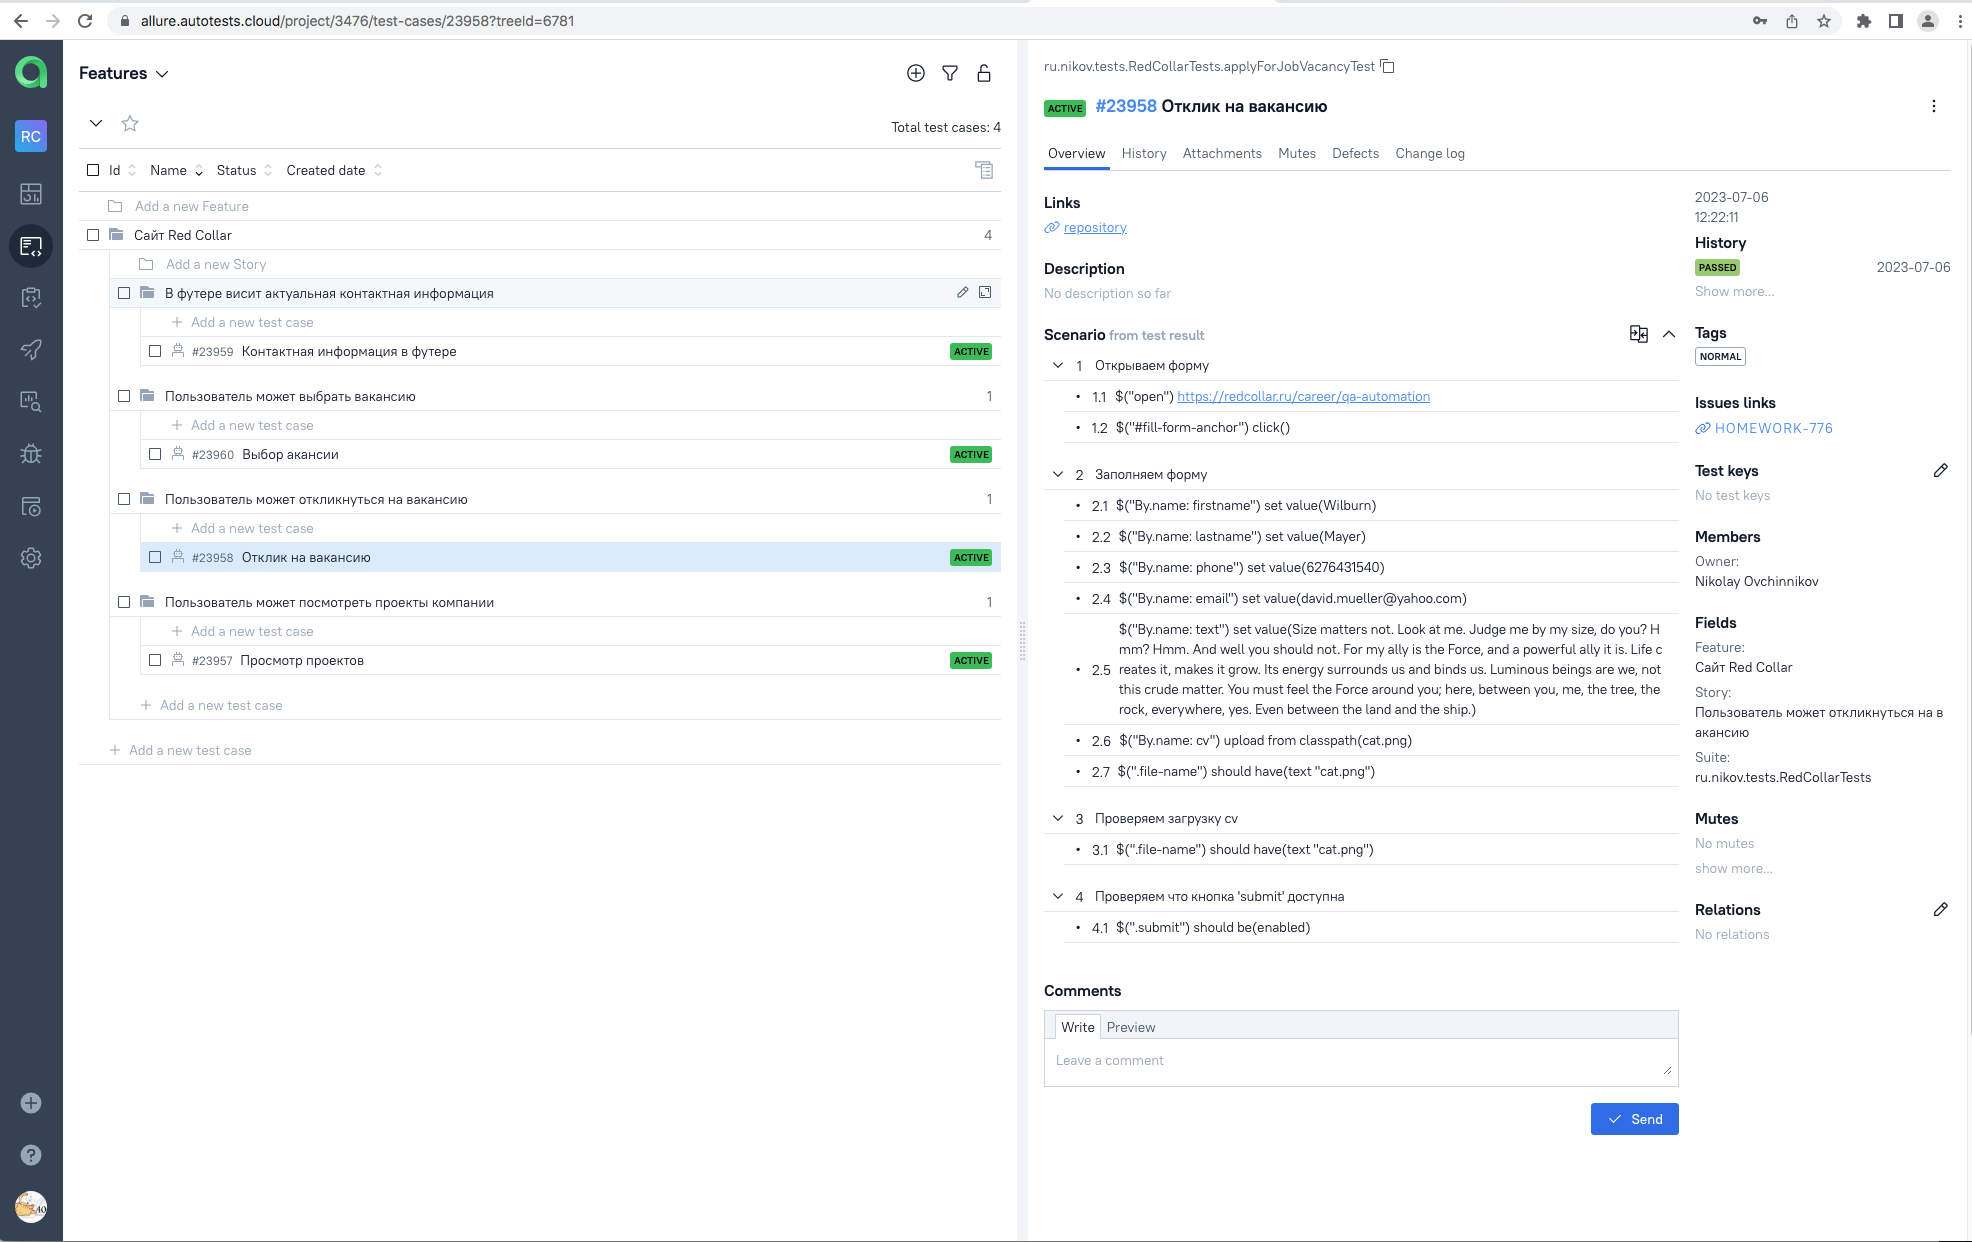 allure.autotests.cloud/project/3476/test-cases/23958?treeId=6781
RC
Features
Total test cases: 4
Id Name Status Created date
Add a new Feature
Сайт Red Collar 4
Add a new Story
В футере висит актуальная контактная информация
Add a new test case
#23959 Контактная информация в футере ACTIVE
Пользователь может выбрать вакансию 1
Add a new test case
#23960 Выбор акансии ACTIVE
Пользователь может откликнуться на вакансию 1
Add a new test case
#23958 Отклик на вакансию ACTIVE
Пользователь может посмотреть проекты компании 1
Add a new test case
#23957 Просмотр проектов ACTIVE
Add a new test case
Add a new test case
ru.nikov.tests.RedCollarTests.applyForJobVacancyTest
ACTIVE #23958 Отклик на вакансию
Overview History Attachments Mutes Defects Change log
Links
repository
Description
No description so far
Scenario from test result
1 Открываем форму
1.1 $("open") https://redcollar.ru/career/qa-automation
1.2 $("#fill-form-anchor") click()
2 Заполняем форму
2.1 $("By.name: firstname") set value(Wilburn)
2.2 $("By.name: lastname") set value(Mayer)
2.3 $("By.name: phone") set value(6276431540)
2.4 $("By.name: email") set value(david.mueller@yahoo.com)
$("By.name: text") set value(Size matters not. Look at me. Judge me by my size, do you? H
mm? Hmm. And well you should not. For my ally is the Force, and a powerful ally it is. Life c
2.5 reates it, makes it grow. Its energy surrounds us and binds us. Luminous beings are we, not
this crude matter. You must feel the Force around you; here, between you, me, the tree, the
rock, everywhere, yes. Even between the land and the ship.)
2.6 $("By.name: cv") upload from classpath(cat.png)
2.7 $(".file-name") should have(text "cat.png")
3 Проверяем загрузку cv
3.1 $(".file-name") should have(text "cat.png")
4 Проверяем что кнопка 'submit' доступна
4.1 $(".submit") should be(enabled)
Comments
Write Preview
Leave a comment
Send
2023-07-06
12:22:11
History
PASSED 2023-07-06
Show more...
Tags
NORMAL
Issues links
HOMEWORK-776
Test keys
No test keys
Members
Owner:
Nikolay Ovchinnikov
Fields
Feature:
Сайт Red Collar
Story:
Пользователь может откликнуться на в
акансию
Suite:
ru.nikov.tests.RedCollarTests
Mutes
No mutes
show more...
Relations
No relations